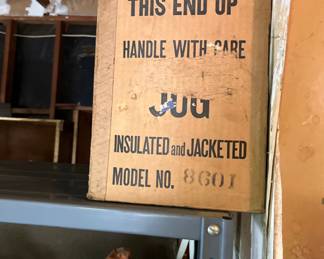 THIS END UP
HANDLE WITH CARE
JUG
INSULATED and JACKETED
MODEL NO. 8601